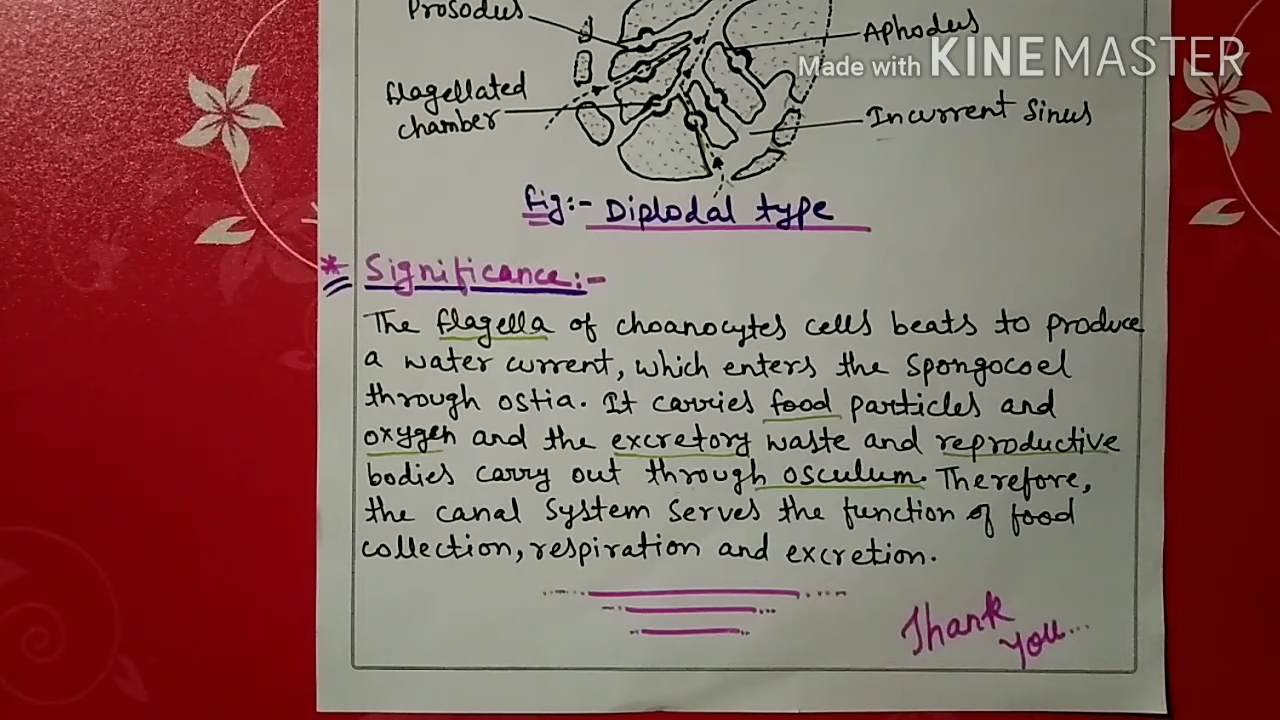 Prosodus
Aphodus
Made with KINEMASTER
flagellated
chamber
Incurrent Sinus
fig:- Diplodal type
* Significance:-
The flagella of choanocytes cells beats to produce
a water current, which enters the spongocoel
through ostia. It carries food particles and
oxygen and the excretory waste and reproductive
bodies carry out through osculum. Therefore,
the canal system serves the function of food
collection, respiration and excretion.
Thank
You...